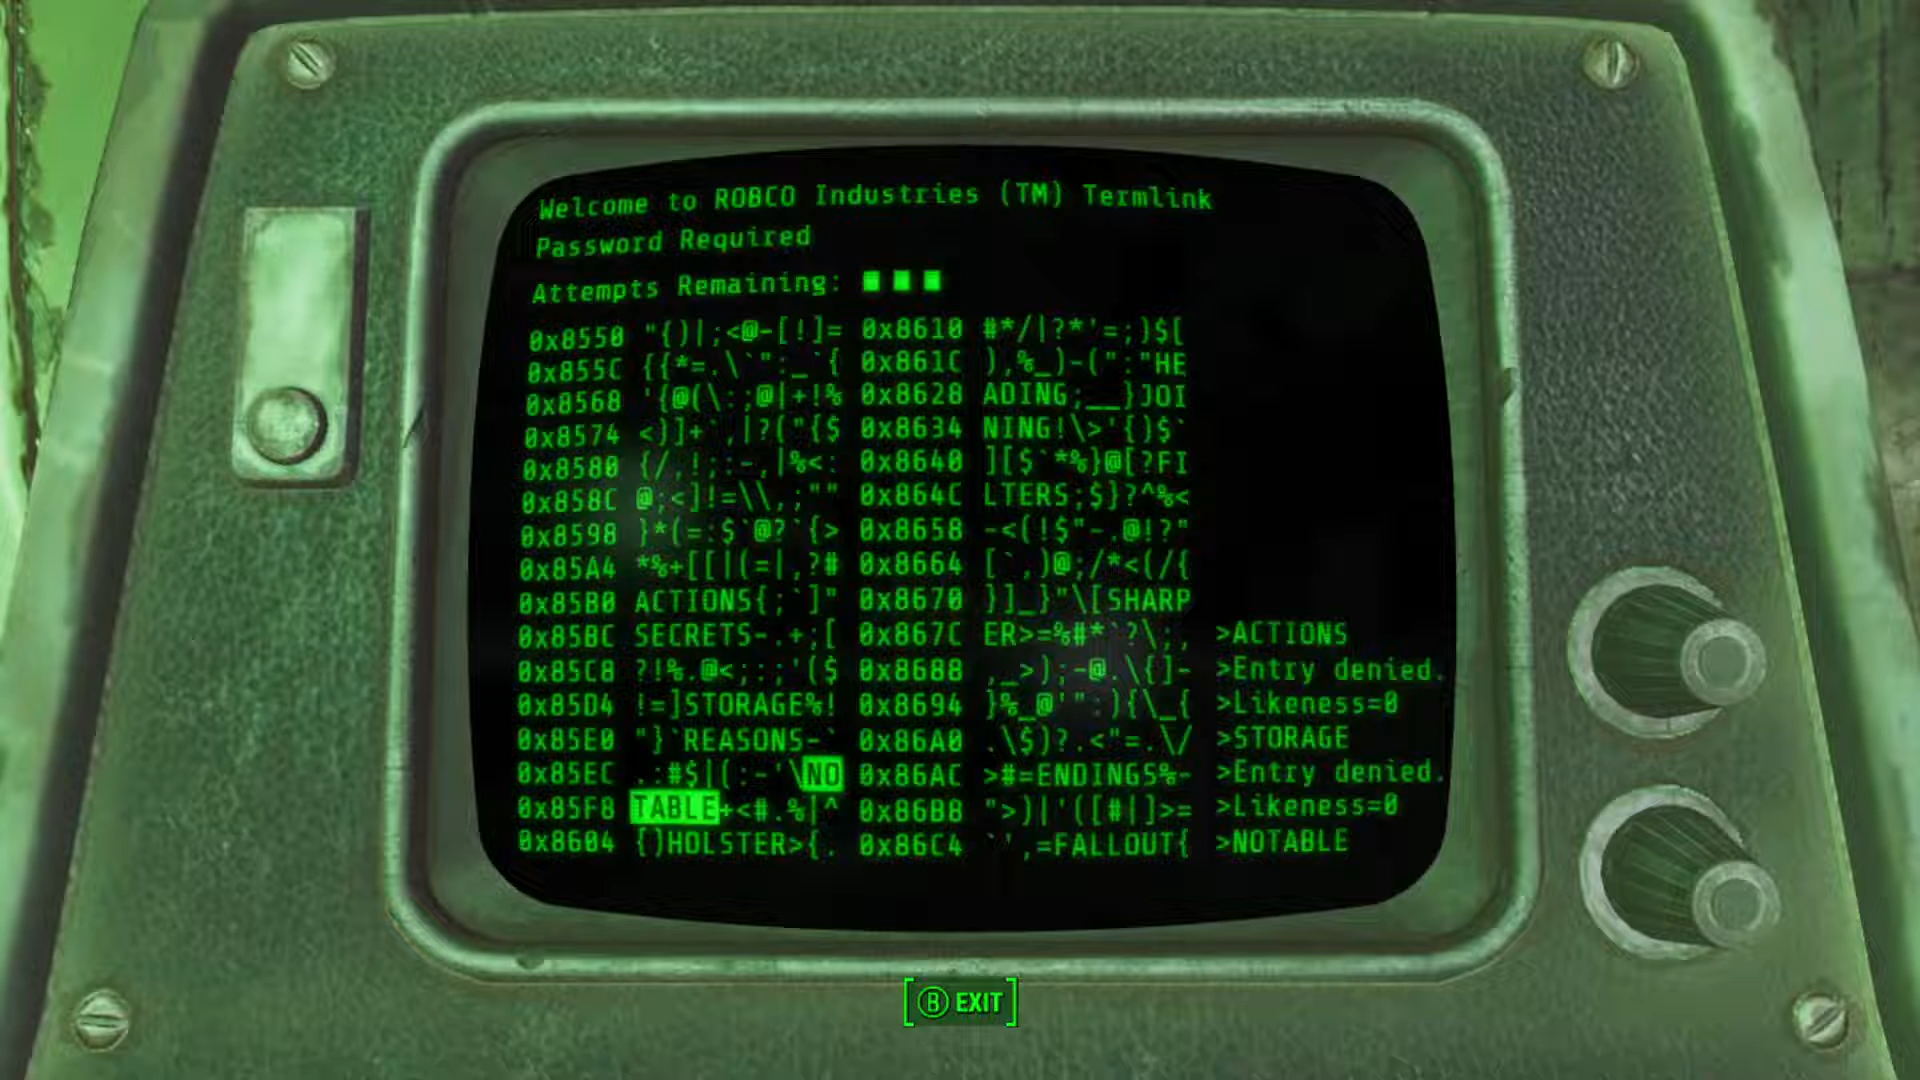 Welcome to ROBCO Industries (TM) Termlink
Password Required
Attempts Remaining: ■ ■ ■
0x8550 "{)|;<@-[!]= 0x8610 #*/|?*'=;)$[
0x855C {{*=.\`":_`{ 0x861C ),%_)-(":"HE
0x8568 '{@(\:;@|+!% 0x8628 ADING;__}JOI
0x8574 <)]+`,|?("{$ 0x8634 NING!\>'{)$`
0x8580 {/,!;:-,|%<: 0x8640 ][$`*%}@[?FI
0x858C @;<]!=\\,;"" 0x864C LTERS;$}?^%<
0x8598 }*(=:$`@?`{> 0x8658 -<(!$"-.@!?"
0x85A4 *%+[[|(=|,?# 0x8664 [`,)@;/*<(/{
0x85B0 ACTIONS{;`]" 0x8670 }]_}"\[SHARP
0x85BC SECRETS-.+;[ 0x867C ER>=%#*`?\;, >ACTIONS
0x85C8 ?!%.@<;:;'($ 0x8688 ,_>);-@.\{]- >Entry denied.
0x85D4 !=]STORAGE%! 0x8694 }%_@'":){\_{ >Likeness=0
0x85E0 "}`REASONS-` 0x86A0 .\$)?.<"=.\/ >STORAGE
0x85EC .:#$|(:-'\NO 0x86AC >#=ENDINGS%- >Entry denied.
0x85F8 TABLE+<#.%|^ 0x86B8 ">)|'([#|]>= >Likeness=0
0x8604 {)HOLSTER>{. 0x86C4 `',=FALLOUT{ >NOTABLE
B EXIT